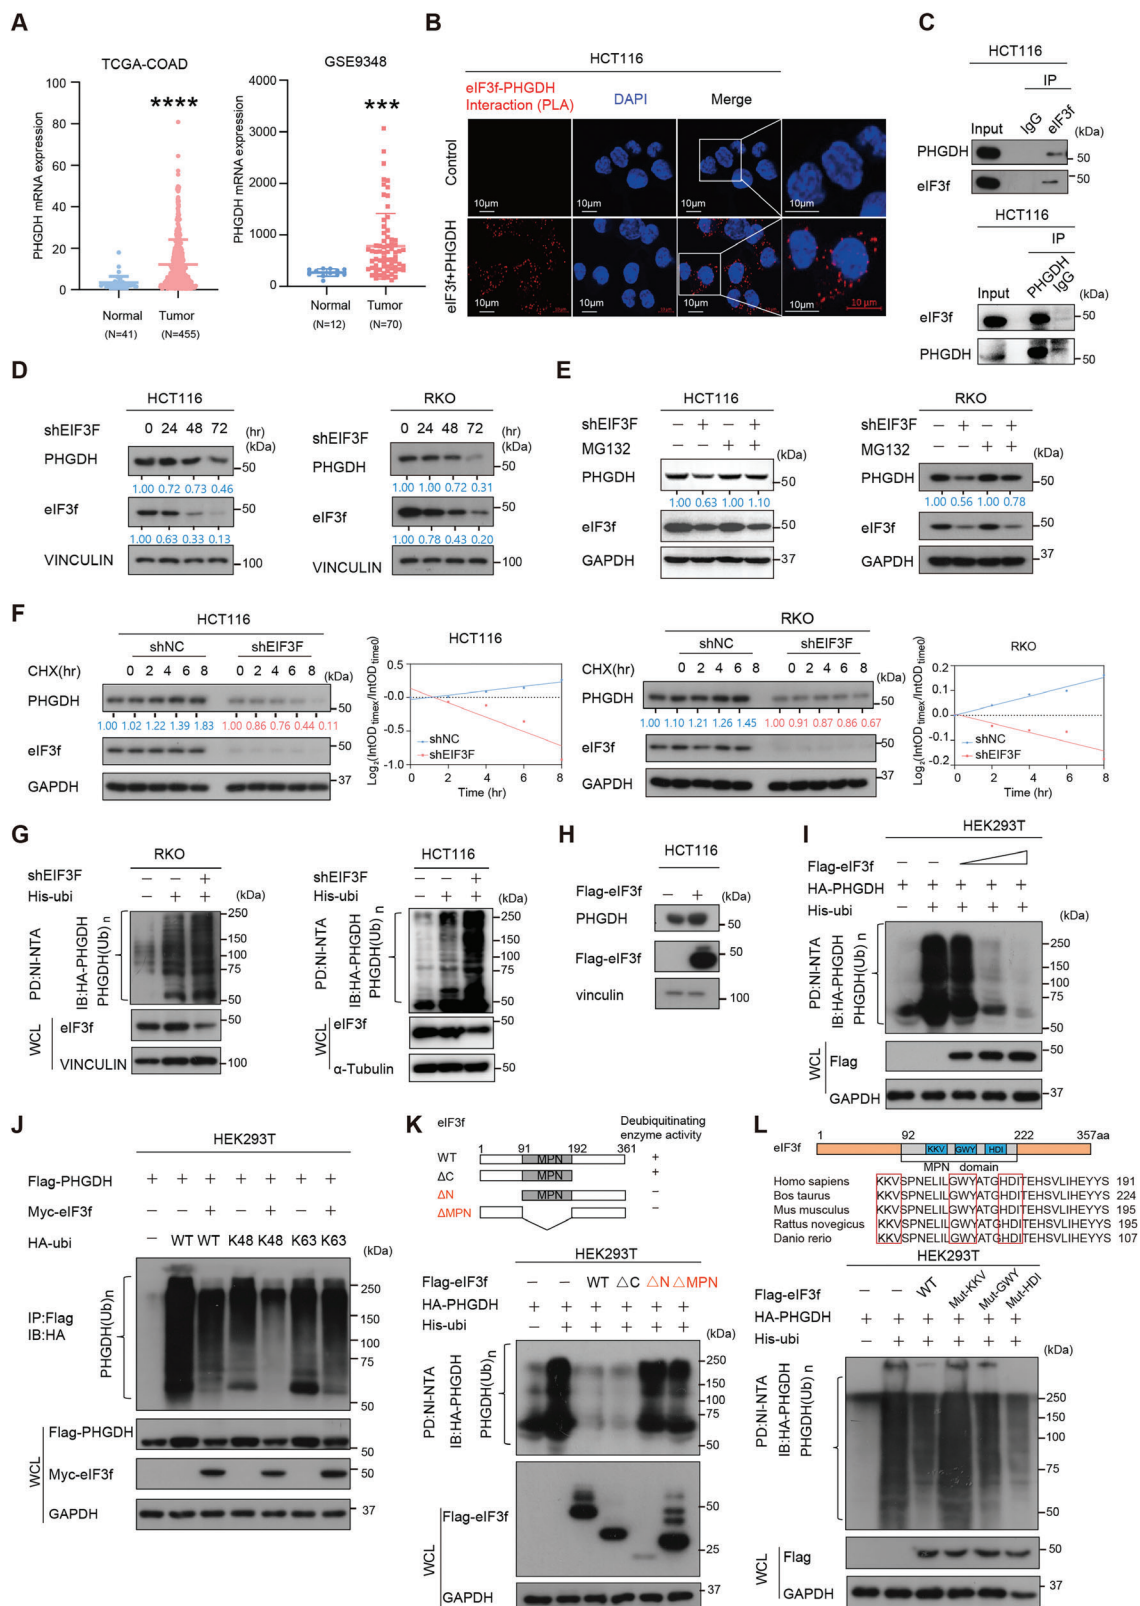 A
TCGA-COAD
PHGDH mRNA expression
100
80
60
40
20
0
****
Normal
Tumor
(N=41)
(N=455)
GSE9348
PHGDH mRNA expression
4000
3000
2000
1000
0
***
Normal
Tumor
(N=12)
(N=70)
B
HCT116
eIF3f-PHGDH
Interaction (PLA)
DAPI
Merge
Control
10µm 10µm 10µm 10µm
eIF3f+PHGDH
10µm 10µm 10µm 10 µm
C
HCT116
IP
Input IgG eIF3f
(kDa)
PHGDH
50
eIF3f
50
HCT116
IP
Input PHGDH IgG
(kDa)
eIF3f
50
PHGDH
50
D
HCT116
shEIF3F 0 24 48 72 (hr)
(kDa)
PHGDH
50
1.00 0.72 0.73 0.46
eIF3f
50
1.00 0.63 0.33 0.13
VINCULIN
100
RKO
shEIF3F 0 24 48 72 (hr)
(kDa)
PHGDH
50
1.00 1.00 0.72 0.31
eIF3f
50
1.00 0.78 0.43 0.20
VINCULIN
100
E
HCT116
shEIF3F − + − +
MG132 − − + +
(kDa)
PHGDH
50
1.00 0.63 1.00 1.10
eIF3f
50
GAPDH
37
RKO
shEIF3F − + − +
MG132 − − + +
(kDa)
PHGDH
50
1.00 0.56 1.00 0.78
eIF3f
50
GAPDH
37
F
HCT116
shNC shEIF3F
CHX(hr) 0 2 4 6 8 0 2 4 6 8
(kDa)
PHGDH
50
1.00 1.02 1.22 1.39 1.83 1.00 0.86 0.76 0.44 0.11
eIF3f
50
GAPDH
37
HCT116
Log2(IntOD timex/IntOD time0)
0.5
-0.0
-0.5
-1.0
shNC
shEIF3F
0 2 4 6 8
Time (hr)
RKO
shNC shEIF3F
CHX(hr) 0 2 4 6 8 0 2 4 6 8
(kDa)
PHGDH
50
1.00 1.10 1.21 1.26 1.45 1.00 0.91 0.87 0.86 0.67
eIF3f
50
GAPDH
37
RKO
Log2(IntOD timex/IntOD time0)
0.2
0.1
0.0
-0.1
-0.2
shNC
shEIF3F
0 2 4 6 8
Time (hr)
G
RKO
shEIF3F − − +
His-ubi − + +
(kDa)
PD:NI-NTA
IB:HA-PHGDH
PHGDH(Ub) n
250
150
100
75
50
WCL
eIF3f
50
VINCULIN
100
HCT116
shEIF3F − − +
His-ubi − + +
(kDa)
PD:NI-NTA
IB:HA-PHGDH
PHGDH(Ub) n
250
150
100
75
50
WCL
eIF3f
50
α-Tubulin
50
H
HCT116
Flag-eIF3f − +
(kDa)
PHGDH
50
Flag-eIF3f
50
vinculin
100
I
HEK293T
Flag-eIF3f − −
HA-PHGDH + + + + +
His-ubi − + + + +
(kDa)
PD:NI-NTA
IB:HA-PHGDH
PHGDH(Ub) n
250
150
100
75
50
WCL
Flag
50
GAPDH
37
J
HEK293T
Flag-PHGDH + + + + + + +
Myc-eIF3f − − + − + − +
HA-ubi − WT WT K48 K48 K63 K63
(kDa)
IP:Flag
IB:HA
PHGDH(Ub)n
250
150
100
75
50
WCL
Flag-PHGDH
50
Myc-eIF3f
50
GAPDH
37
K
eIF3f
Deubiquitinating
enzyme activity
1 91 192 361
WT MPN +
ΔC MPN +
ΔN MPN −
ΔMPN −
HEK293T
Flag-eIF3f − − WT △C △N △MPN
HA-PHGDH + + + + + +
His-ubi − + + + + +
(kDa)
PD:NI-NTA
IB:HA-PHGDH
PHGDH(Ub)n
250
150
100
75
50
WCL
Flag-eIF3f
50
25
GAPDH
37
L
1 92 222 357aa
eIF3f KKV GWY HDI
MPN domain
Homo sapiens KKVSPNELILGWYATGHDITEHSVLIHEYYS 191
Bos taurus KKVSPNELILGWYATGHDITEHSVLIHEYYS 224
Mus musculus KKVSPNELILGWYATGHDITEHSVLIHEYYS 195
Rattus novegicus KKVSPNELILGWYATGHDITEHSVLIHEYYS 195
Danio rerio KKVSPNELILGWYATGHDITEHSVLIHEYYS 107
HEK293T
Flag-eIF3f − − WT Mut-KKV Mut-GWY Mut-HDI
HA-PHGDH + + + + + +
His-ubi − + + + + +
(kDa)
PD:NI-NTA
IB:HA-PHGDH
PHGDH(Ub)n
250
150
100
75
50
WCL
Flag
50
GAPDH
37